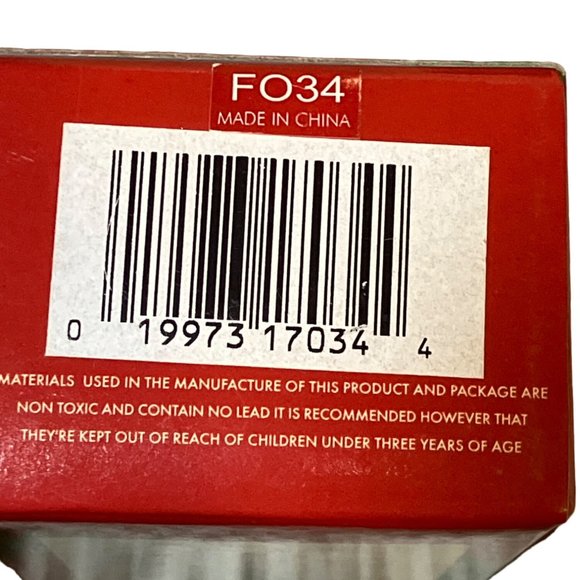 FO34
MADE IN CHINA
0 19973 17034 4
MATERIALS USED IN THE MANUFACTURE OF THIS PRODUCT AND PACKAGE ARE
NON TOXIC AND CONTAIN NO LEAD IT IS RECOMMENDED HOWEVER THAT
THEY'RE KEPT OUT OF REACH OF CHILDREN UNDER THREE YEARS OF AGE